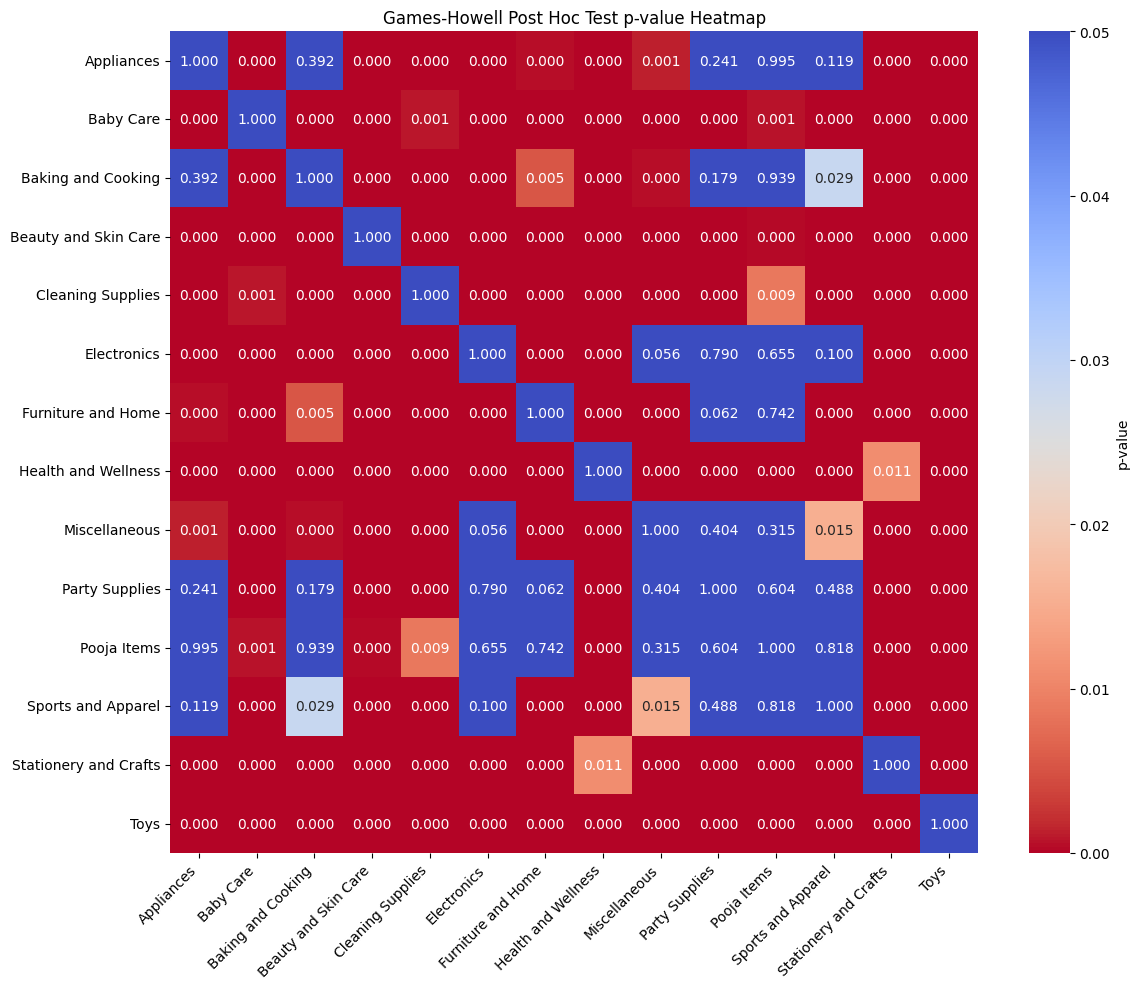 Games-Howell Post Hoc Test p-value Heatmap
Appliances 1.000 0.000 0.392 0.000 0.000 0.000 0.000 0.000 0.001 0.241 0.995 0.119 0.000 0.000
Baby Care 0.000 1.000 0.000 0.000 0.001 0.000 0.000 0.000 0.000 0.000 0.001 0.000 0.000 0.000
Baking and Cooking 0.392 0.000 1.000 0.000 0.000 0.000 0.005 0.000 0.000 0.179 0.939 0.029 0.000 0.000
Beauty and Skin Care 0.000 0.000 0.000 1.000 0.000 0.000 0.000 0.000 0.000 0.000 0.000 0.000 0.000 0.000
Cleaning Supplies 0.000 0.001 0.000 0.000 1.000 0.000 0.000 0.000 0.000 0.000 0.009 0.000 0.000 0.000
Electronics 0.000 0.000 0.000 0.000 0.000 1.000 0.000 0.000 0.056 0.790 0.655 0.100 0.000 0.000
Furniture and Home 0.000 0.000 0.005 0.000 0.000 0.000 1.000 0.000 0.000 0.062 0.742 0.000 0.000 0.000
Health and Wellness 0.000 0.000 0.000 0.000 0.000 0.000 0.000 1.000 0.000 0.000 0.000 0.000 0.011 0.000
Miscellaneous 0.001 0.000 0.000 0.000 0.000 0.056 0.000 0.000 1.000 0.404 0.315 0.015 0.000 0.000
Party Supplies 0.241 0.000 0.179 0.000 0.000 0.790 0.062 0.000 0.404 1.000 0.604 0.488 0.000 0.000
Pooja Items 0.995 0.001 0.939 0.000 0.009 0.655 0.742 0.000 0.315 0.604 1.000 0.818 0.000 0.000
Sports and Apparel 0.119 0.000 0.029 0.000 0.000 0.100 0.000 0.000 0.015 0.488 0.818 1.000 0.000 0.000
Stationery and Crafts 0.000 0.000 0.000 0.000 0.000 0.000 0.000 0.011 0.000 0.000 0.000 0.000 1.000 0.000
Toys 0.000 0.000 0.000 0.000 0.000 0.000 0.000 0.000 0.000 0.000 0.000 0.000 0.000 1.000
Appliances
Baby Care
Baking and Cooking
Beauty and Skin Care
Cleaning Supplies
Electronics
Furniture and Home
Health and Wellness
Miscellaneous
Party Supplies
Pooja Items
Sports and Apparel
Stationery and Crafts
Toys
0.05
0.04
0.03
0.02
0.01
0.00
p-value